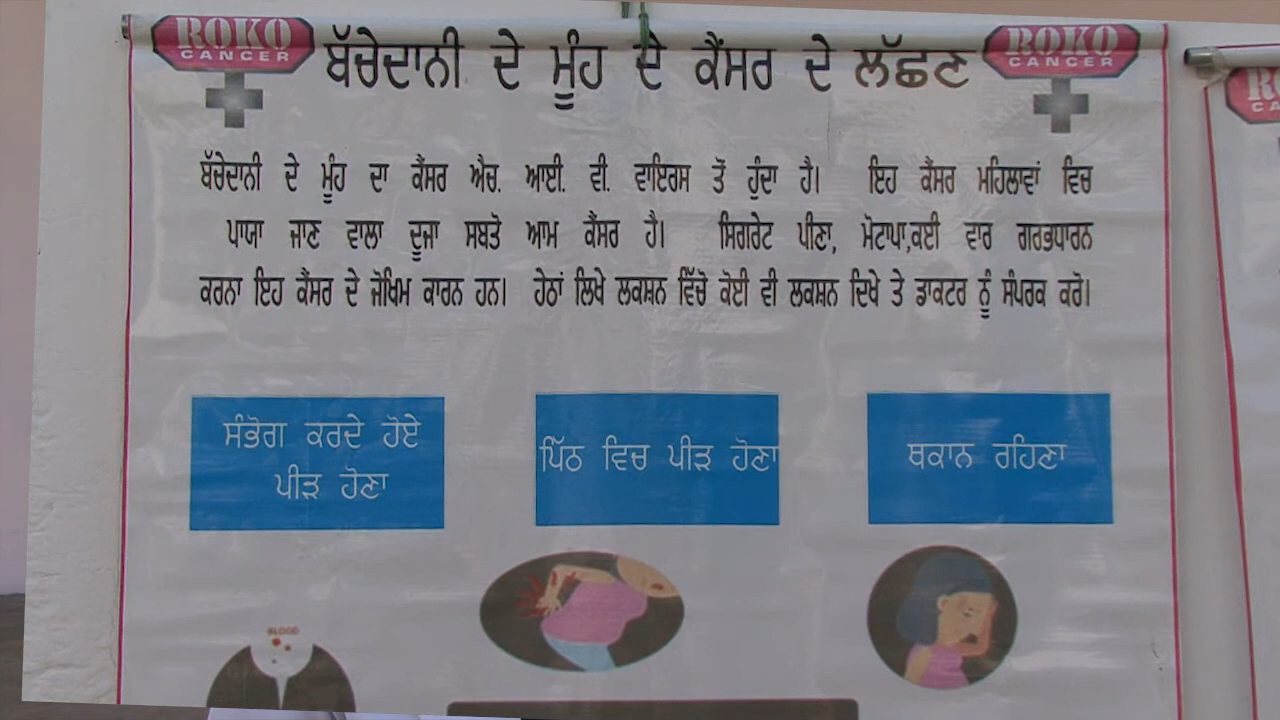 ROKO
CANCER
ਬੱਚੇਦਾਨੀ ਦੇ ਮੂੰਹ ਦੇ ਕੈਂਸਰ ਦੇ ਲੱਛਣ
ROKO
CANCER
ਬੱਚੇਦਾਨੀ ਦੇ ਮੂੰਹ ਦਾ ਕੈਂਸਰ ਐਚ. ਆਈ. ਵੀ. ਵਾਇਰਸ ਤੋਂ ਹੁੰਦਾ ਹੈ। ਇਹ ਕੈਂਸਰ ਮਹਿਲਾਵਾਂ ਵਿਚ
ਪਾਯਾ ਜਾਣ ਵਾਲਾ ਦੂਜਾ ਸਬਤੋ ਆਮ ਕੈਂਸਰ ਹੈ। ਸਿਗਰੇਟ ਪੀਣਾ, ਮੋਟਾਪਾ,ਕਈ ਵਾਰ ਗਰਭਧਾਰਨ
ਕਰਨਾ ਇਹ ਕੈਂਸਰ ਦੇ ਜੋਖਿਮ ਕਾਰਨ ਹਨ। ਹੇਠਾਂ ਲਿਖੇ ਲਕਸ਼ਨ ਵਿੱਚੋ ਕੋਈ ਵੀ ਲਕਸ਼ਨ ਦਿਖੇ ਤੇ ਡਾਕਟਰ ਨੂੰ ਸੰਪਰਕ ਕਰੋ।
ਸੰਭੋਗ ਕਰਦੇ ਹੋਏ
ਪੀੜ ਹੋਣਾ
ਪਿੱਠ ਵਿਚ ਪੀੜ ਹੋਣਾ
ਥਕਾਨ ਰਹਿਣਾ
BLOOD